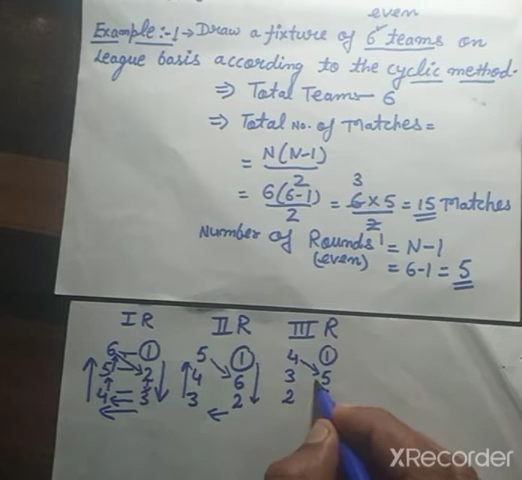 even
Example:-1→Draw a fixture of 6 teams on
League basis according to the cyclic method.
⇒ Total Teams - 6
⇒ Total No. of Matches =
= N(N-1)/2
= 6(6-1)/2 = 6×5/2 3 = 15 Matches
Number of Rounds = N-1
(even) = 6-1 = 5
I R II R III R
6 - 1 5 1 4 1
5 2 4 6 3 5
4 3 3 2 2
XRecorder